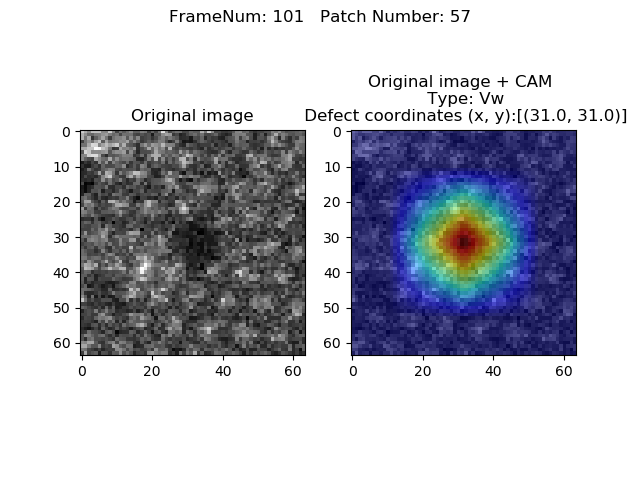 FrameNum: 101   Patch Number: 57
Original image
0
10
20
30
40
50
60
0 20 40 60
Original image + CAM
Type: Vw
Defect coordinates (x, y):[(31.0, 31.0)]
0
10
20
30
40
50
60
0 20 40 60